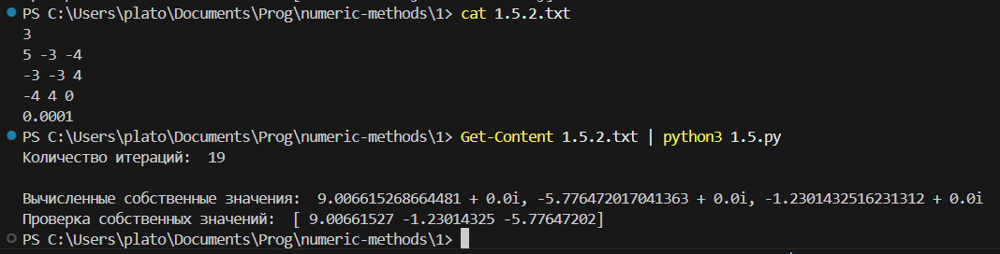 PS C:\Users\plato\Documents\Prog\numeric-methods\1> cat 1.5.2.txt
3
5 -3 -4
-3 -3 4
-4 4 0
0.0001
PS C:\Users\plato\Documents\Prog\numeric-methods\1> Get-Content 1.5.2.txt | python3 1.5.py
Количество итераций:  19

Вычисленные собственные значения:  9.006615268664481 + 0.0i, -5.776472017041363 + 0.0i, -1.2301432516231312 + 0.0i
Проверка собственных значений:  [ 9.00661527 -1.23014325 -5.77647202]
PS C:\Users\plato\Documents\Prog\numeric-methods\1>